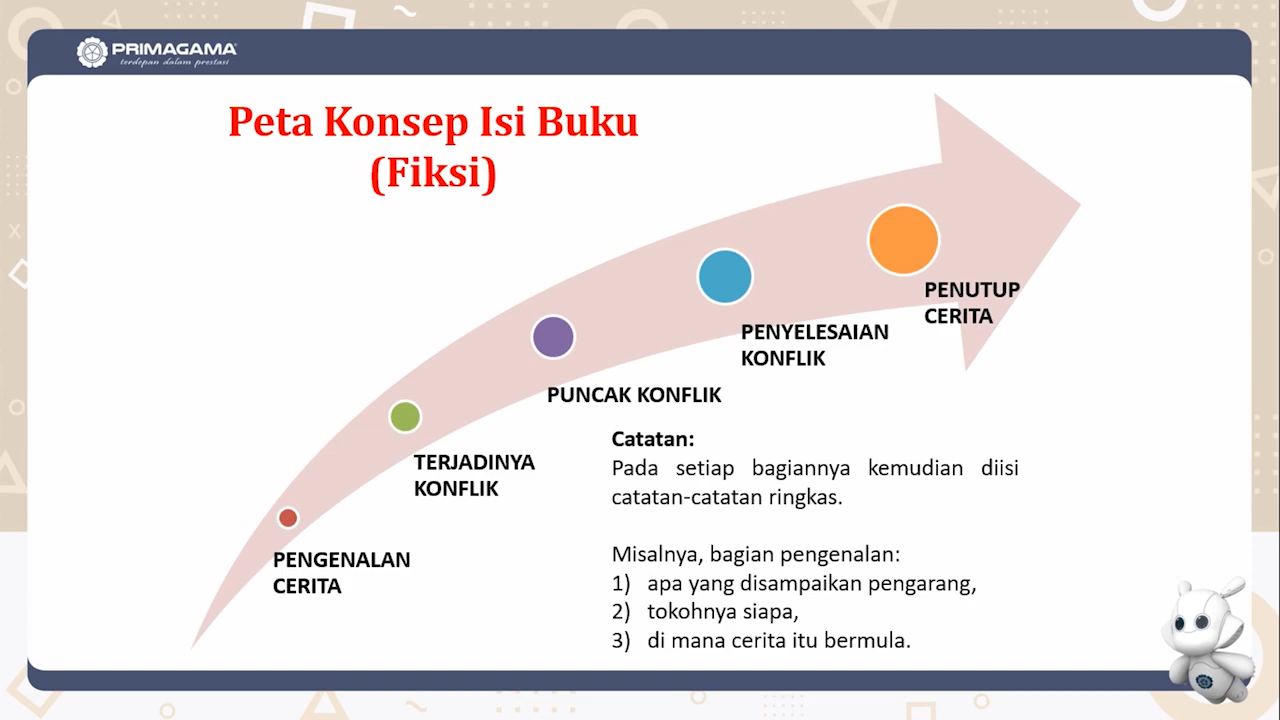 PRIMAGAMA
terdepan dalam prestasi
Peta Konsep Isi Buku
(Fiksi)
PENUTUP
CERITA
PENYELESAIAN
KONFLIK
PUNCAK KONFLIK
TERJADINYA
KONFLIK
PENGENALAN
CERITA
Catatan:
Pada setiap bagiannya kemudian diisi
catatan-catatan ringkas.
Misalnya, bagian pengenalan:
1) apa yang disampaikan pengarang,
2) tokohnya siapa,
3) di mana cerita itu bermula.